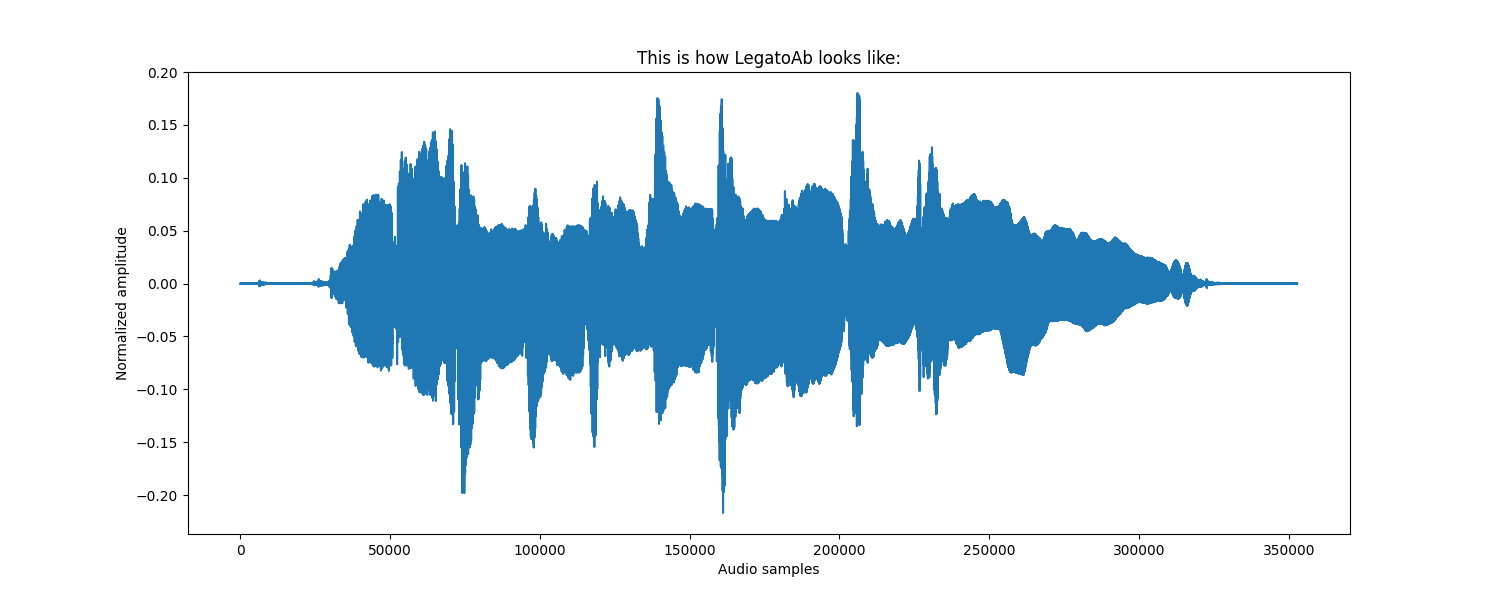 This is how LegatoAb looks like:
0.20
0.15
0.10
0.05
0.00
−0.05
−0.10
−0.15
−0.20
Normalized amplitude
0 50000 100000 150000 200000 250000 300000 350000
Audio samples